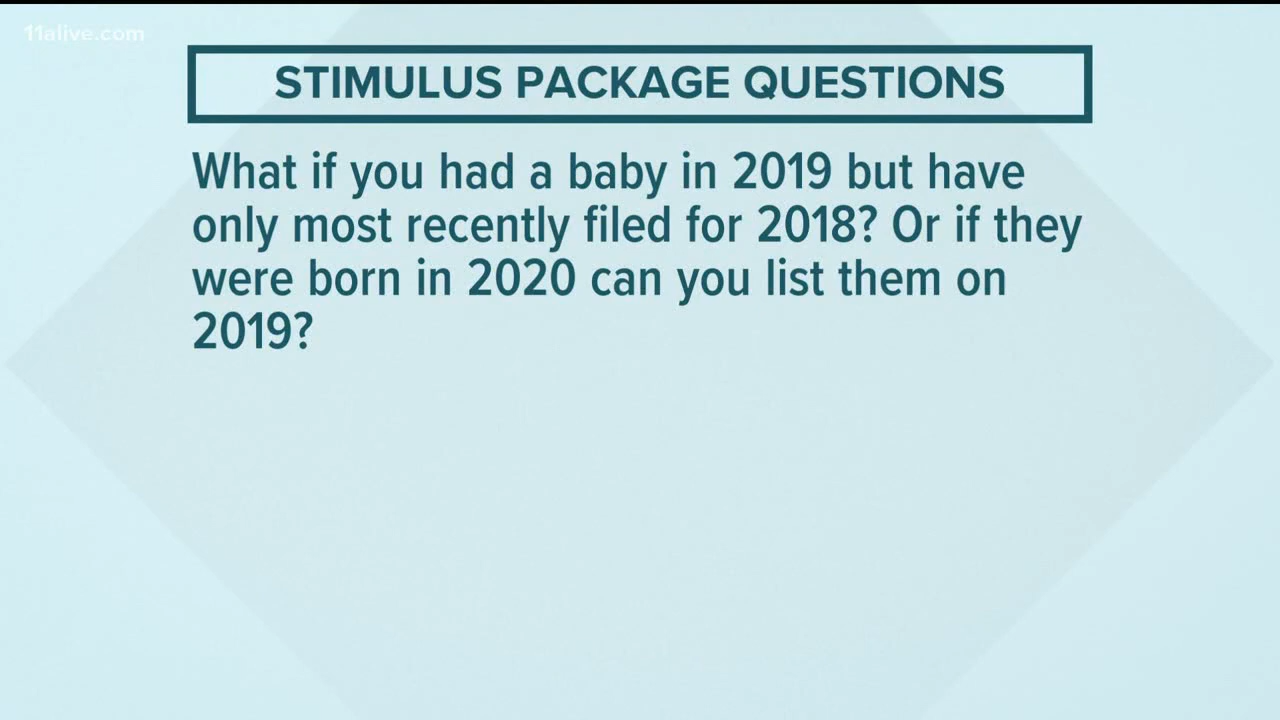 11alive.com
STIMULUS PACKAGE QUESTIONS
What if you had a baby in 2019 but have
only most recently filed for 2018? Or if they
were born in 2020 can you list them on
2019?